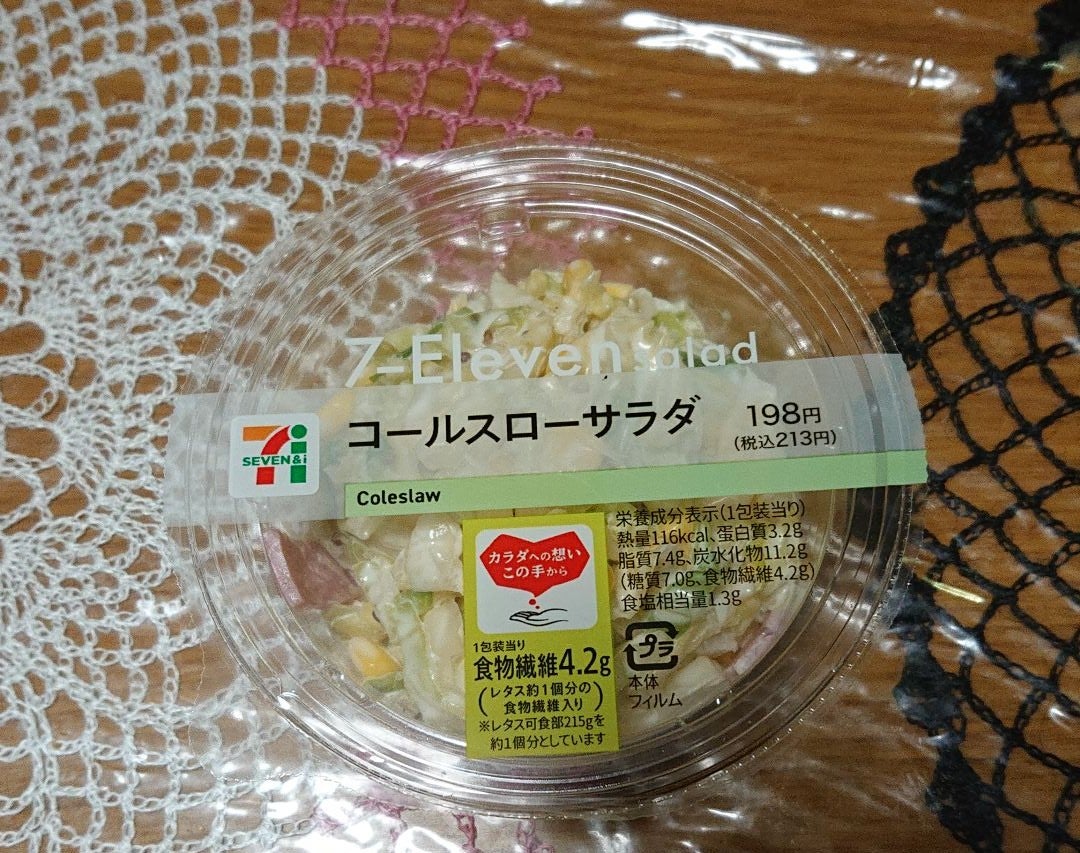 7-Eleven salad
SEVEN&i
コールスローサラダ 198円
(税込213円)
Coleslaw
栄養成分表示(1包装当り)
熱量116kcal、蛋白質3.2g
脂質7.4g、炭水化物11.2g
(糖質7.0g、食物繊維4.2g)
食塩相当量1.3g
カラダへの想い
この手から
1包装当り
食物繊維4.2g
(レタス約1個分の
食物繊維入り)
※レタス可食部215gを
約1個分としています
プラ
本体
フィルム